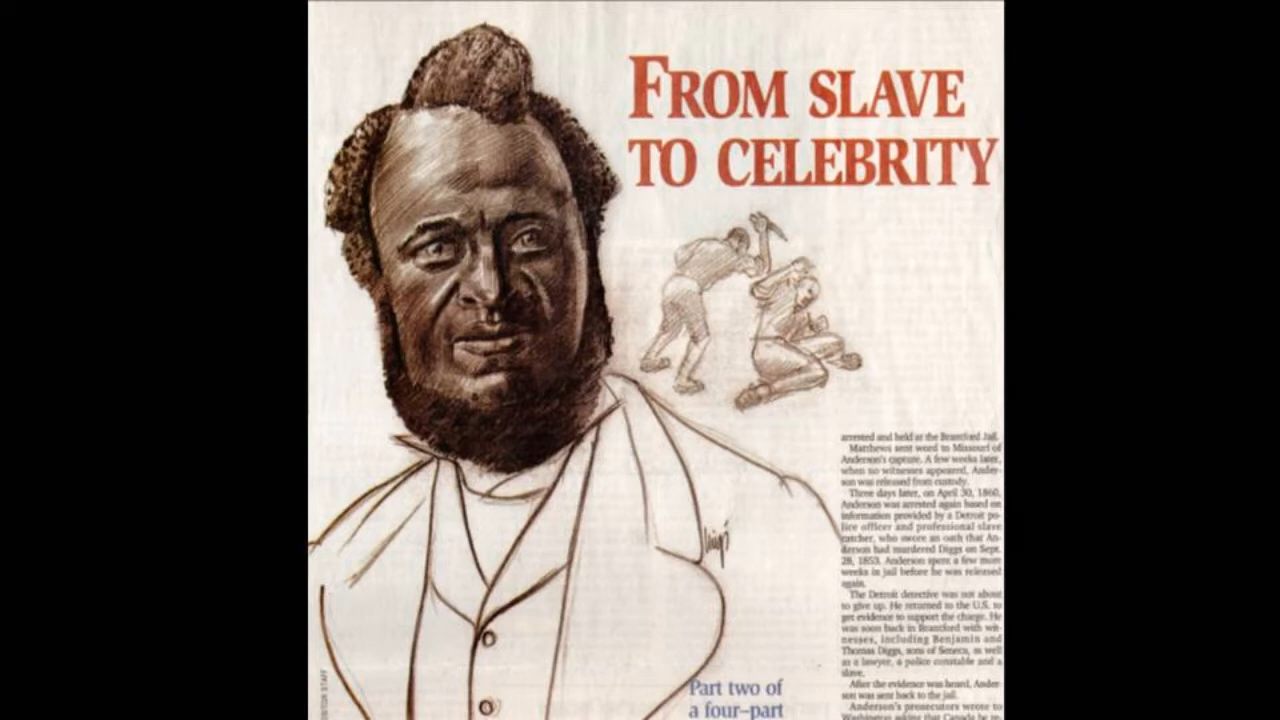 FROM SLAVE
TO CELEBRITY
arrested and held at the Brantford Jail.
Matthews sent word to Missouri of
Anderson's capture. A few weeks later,
when no witnesses appeared, Ander-
son was released from custody.
Three days later, on April 30, 1860,
Anderson was arrested again based on
information provided by a Detroit po-
lice officer and professional slave
catcher, who swore an oath that An-
derson had murdered Diggs on Sept.
28, 1853. Anderson spent a few more
weeks in jail before he was released
again.
The Detroit detective was not about
to give up. He returned to the U.S. to
get evidence to support the charge. He
was soon back in Brantford with wit-
nesses, including Benjamin and
Thomas Diggs, sons of Seneca, as well
as a lawyer, a police constable and a
slave.
After the evidence was heard, Ander-
son was sent back to the jail.
Anderson's prosecutors wrote to
Washington asking that Canada be re-
luigi
Part two of
a four-part